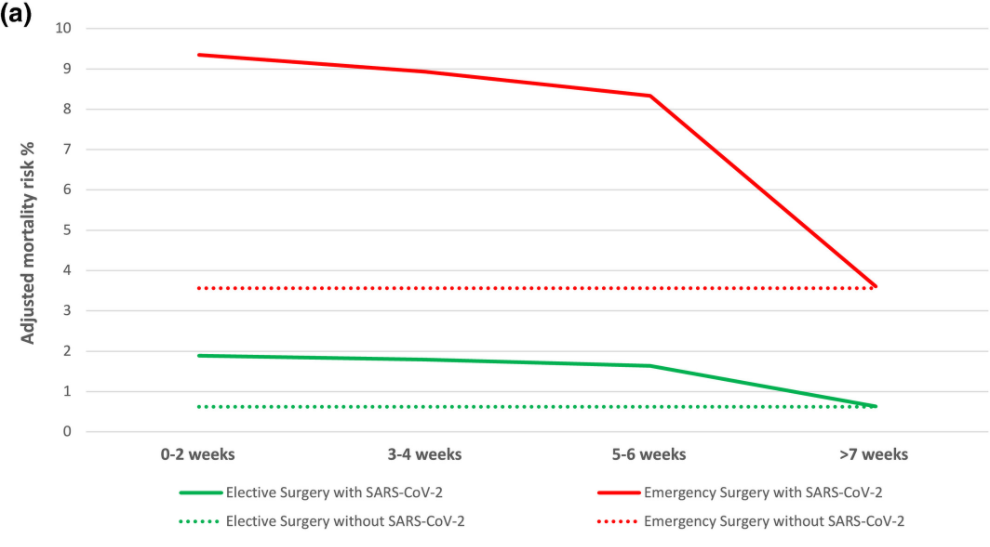 (a)
Adjusted mortality risk %
10
9
8
7
6
5
4
3
2
1
0
0-2 weeks 3-4 weeks 5-6 weeks >7 weeks
Elective Surgery with SARS-CoV-2 Emergency Surgery with SARS-CoV-2
Elective Surgery without SARS-CoV-2 Emergency Surgery without SARS-CoV-2